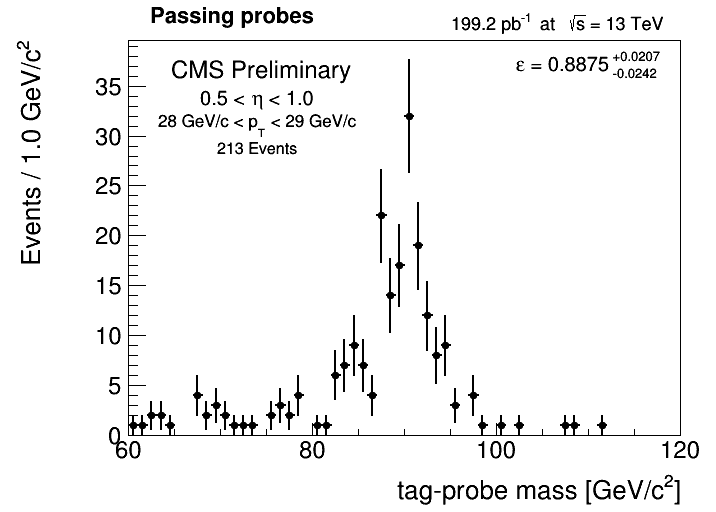 Passing probes
199.2 pb⁻¹ at √s = 13 TeV
CMS Preliminary
ε = 0.8875 +0.0207 -0.0242
0.5 < η < 1.0
28 GeV/c < p_T < 29 GeV/c
213 Events
Events / 1.0 GeV/c²
35
30
25
20
15
10
5
0
60 80 100 120
tag-probe mass [GeV/c²]